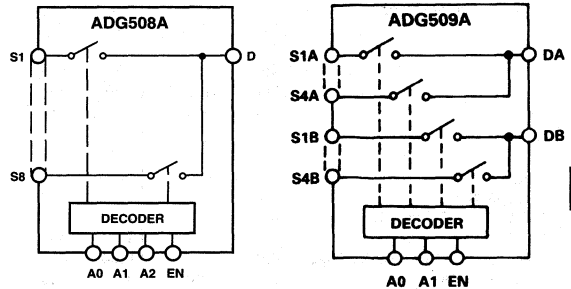 ADG508A
S1
D
S8
DECODER
A0 A1 A2 EN
ADG509A
S1A
DA
S4A
S1B
DB
S4B
DECODER
A0 A1 EN